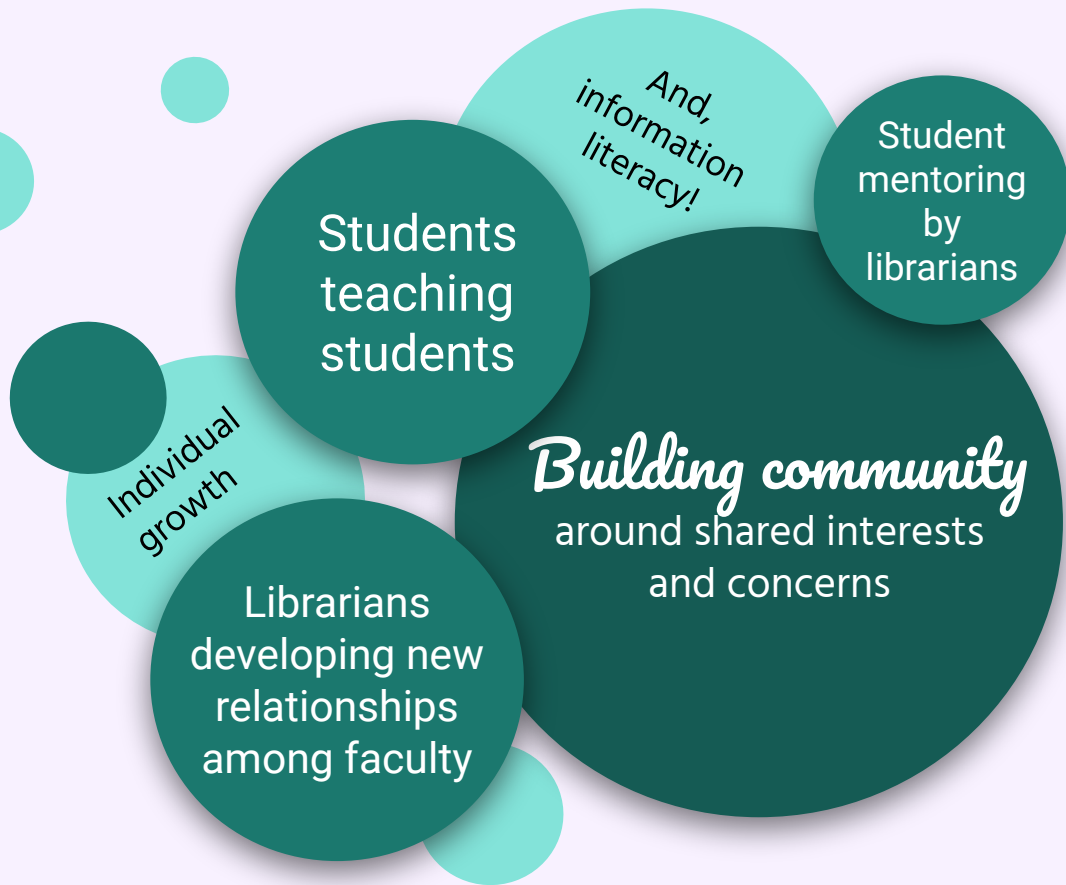 And,
information
literacy!
Student
mentoring
by
librarians
Students
teaching
students
Individual
growth
Building community
around shared interests
and concerns
Librarians
developing new
relationships
among faculty